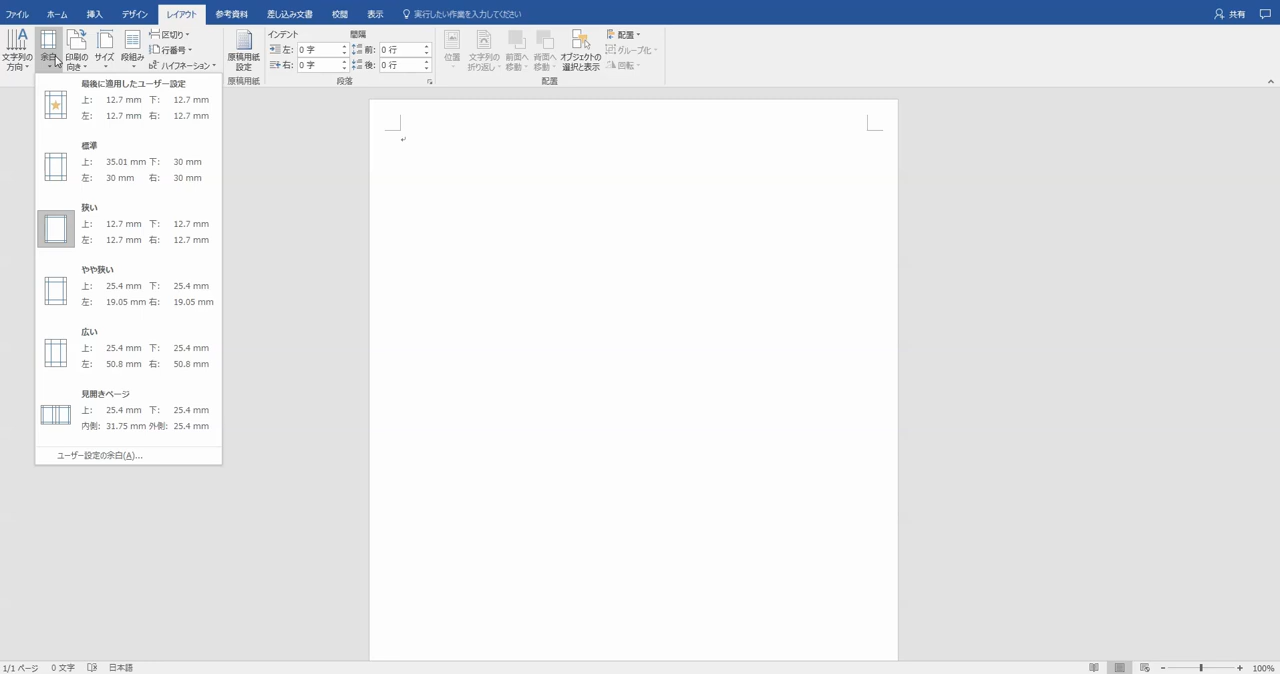 ファイル ホーム 挿入 デザイン レイアウト 参考資料 差し込み文書 校閲 表示 実行したい作業を入力してください 共有
文字列の方向 余白 印刷の向き サイズ 段組み
区切り
行番号
ハイフネーション
原稿用紙設定
原稿用紙
インデント 間隔
左: 0 字 前: 0 行
右: 0 字 後: 0 行
段落
位置 文字列の折り返し 前面へ移動 背面へ移動 オブジェクトの選択と表示
配置
グループ化
回転
配置
最後に適用したユーザー設定
上: 12.7 mm 下: 12.7 mm
左: 12.7 mm 右: 12.7 mm
標準
上: 35.01 mm 下: 30 mm
左: 30 mm 右: 30 mm
狭い
上: 12.7 mm 下: 12.7 mm
左: 12.7 mm 右: 12.7 mm
やや狭い
上: 25.4 mm 下: 25.4 mm
左: 19.05 mm 右: 19.05 mm
広い
上: 25.4 mm 下: 25.4 mm
左: 50.8 mm 右: 50.8 mm
見開きページ
上: 25.4 mm 下: 25.4 mm
内側: 31.75 mm 外側: 25.4 mm
ユーザー設定の余白(A)...
1/1 ページ 0 文字 日本語 100%